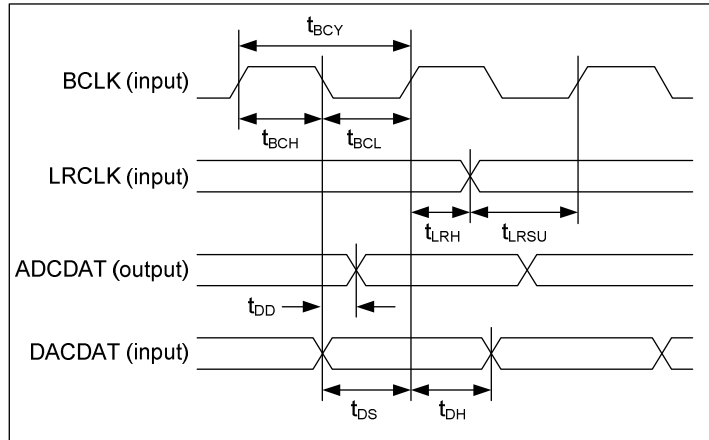 tBCY
BCLK (input)
tBCH
tBCL
LRCLK (input)
tLRH
tLRSU
ADCDAT (output)
tDD
DACDAT (input)
tDS
tDH